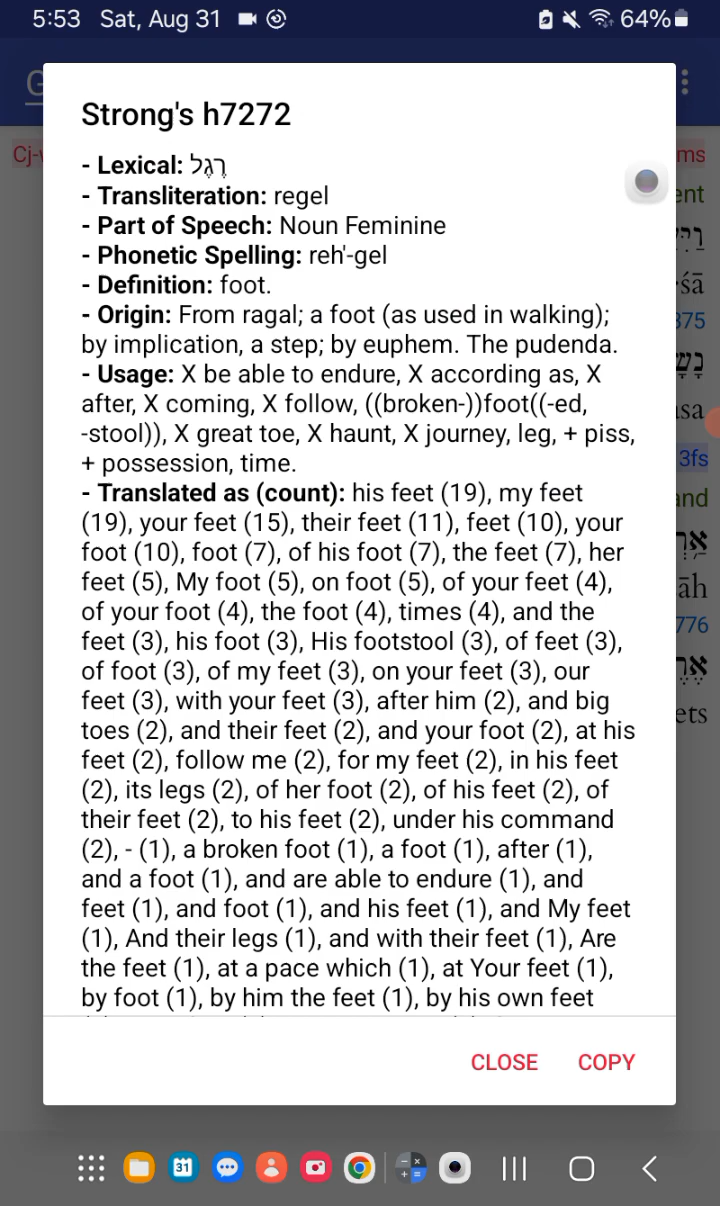 5:53 Sat, Aug 31
64%
G
Cj-
ms
ent
Strong's h7272
- Lexical: רֶגֶל
- Transliteration: regel
- Part of Speech: Noun Feminine
- Phonetic Spelling: reh'-gel
- Definition: foot.
- Origin: From ragal; a foot (as used in walking);
by implication, a step; by euphem. The pudenda.
- Usage: X be able to endure, X according as, X
after, X coming, X follow, ((broken-))foot((-ed,
-stool)), X great toe, X haunt, X journey, leg, + piss,
+ possession, time.
- Translated as (count): his feet (19), my feet
(19), your feet (15), their feet (11), feet (10), your
foot (10), foot (7), of his foot (7), the feet (7), her
feet (5), My foot (5), on foot (5), of your feet (4),
of your foot (4), the foot (4), times (4), and the
feet (3), his foot (3), His footstool (3), of feet (3),
of foot (3), of my feet (3), on your feet (3), our
feet (3), with your feet (3), after him (2), and big
toes (2), and their feet (2), and your foot (2), at his
feet (2), follow me (2), for my feet (2), in his feet
(2), its legs (2), of her foot (2), of his feet (2), of
their feet (2), to his feet (2), under his command
(2), - (1), a broken foot (1), a foot (1), after (1),
and a foot (1), and are able to endure (1), and
feet (1), and foot (1), and his feet (1), and My feet
(1), And their legs (1), and with their feet (1), Are
the feet (1), at a pace which (1), at Your feet (1),
by foot (1), by him the feet (1), by his own feet
·śā
375
נָשָׂ
asa
3fs
and
āh
776
ets
CLOSE COPY
31